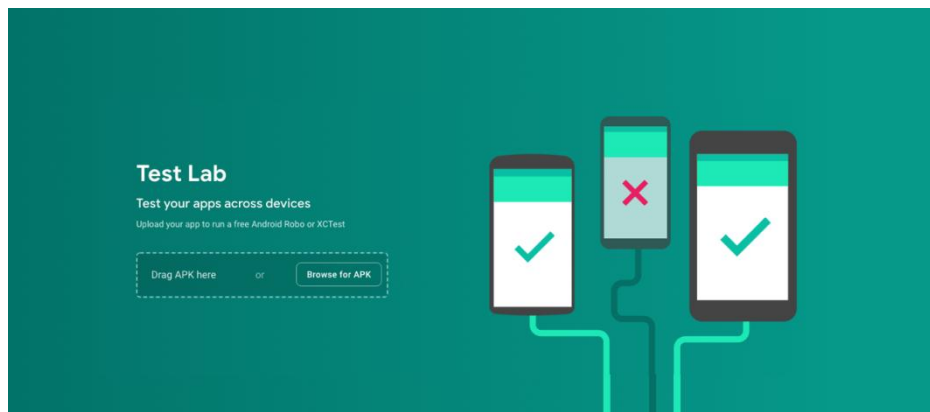 Test Lab
Test your apps across devices
Upload your app to run a free Android Robo or XCTest
Drag APK here or Browse for APK